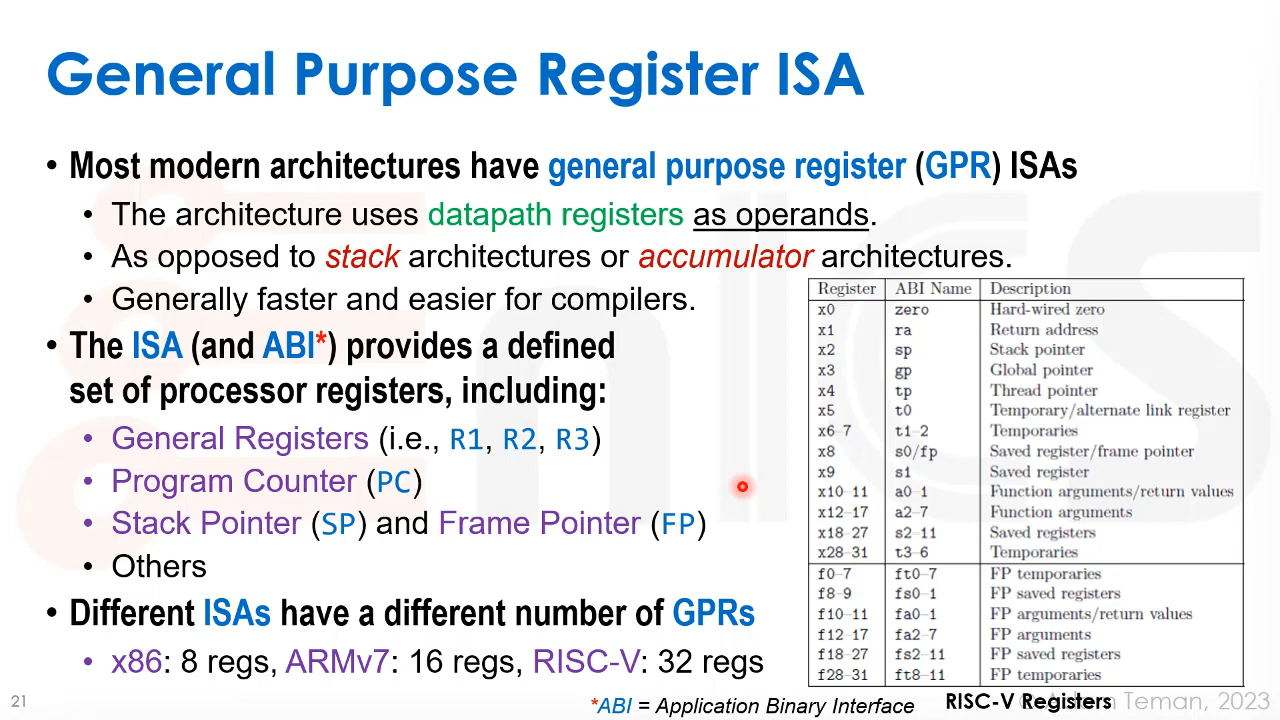 General Purpose Register ISA
• Most modern architectures have general purpose register (GPR) ISAs
• The architecture uses datapath registers as operands.
• As opposed to stack architectures or accumulator architectures.
• Generally faster and easier for compilers.
• The ISA (and ABI*) provides a defined
set of processor registers, including:
• General Registers (i.e., R1, R2, R3)
• Program Counter (PC)
• Stack Pointer (SP) and Frame Pointer (FP)
• Others
• Different ISAs have a different number of GPRs
• x86: 8 regs, ARMv7: 16 regs, RISC-V: 32 regs
Register ABI Name Description
x0 zero Hard-wired zero
x1 ra Return address
x2 sp Stack pointer
x3 gp Global pointer
x4 tp Thread pointer
x5 t0 Temporary/alternate link register
x6–7 t1–2 Temporaries
x8 s0/fp Saved register/frame pointer
x9 s1 Saved register
x10–11 a0–1 Function arguments/return values
x12–17 a2–7 Function arguments
x18–27 s2–11 Saved registers
x28–31 t3–6 Temporaries
f0–7 ft0–7 FP temporaries
f8–9 fs0–1 FP saved registers
f10–11 fa0–1 FP arguments/return values
f12–17 fa2–7 FP arguments
f18–27 fs2–11 FP saved registers
f28–31 ft8–11 FP temporaries
21
*ABI = Application Binary Interface
RISC-V Registers
Teman, 2023